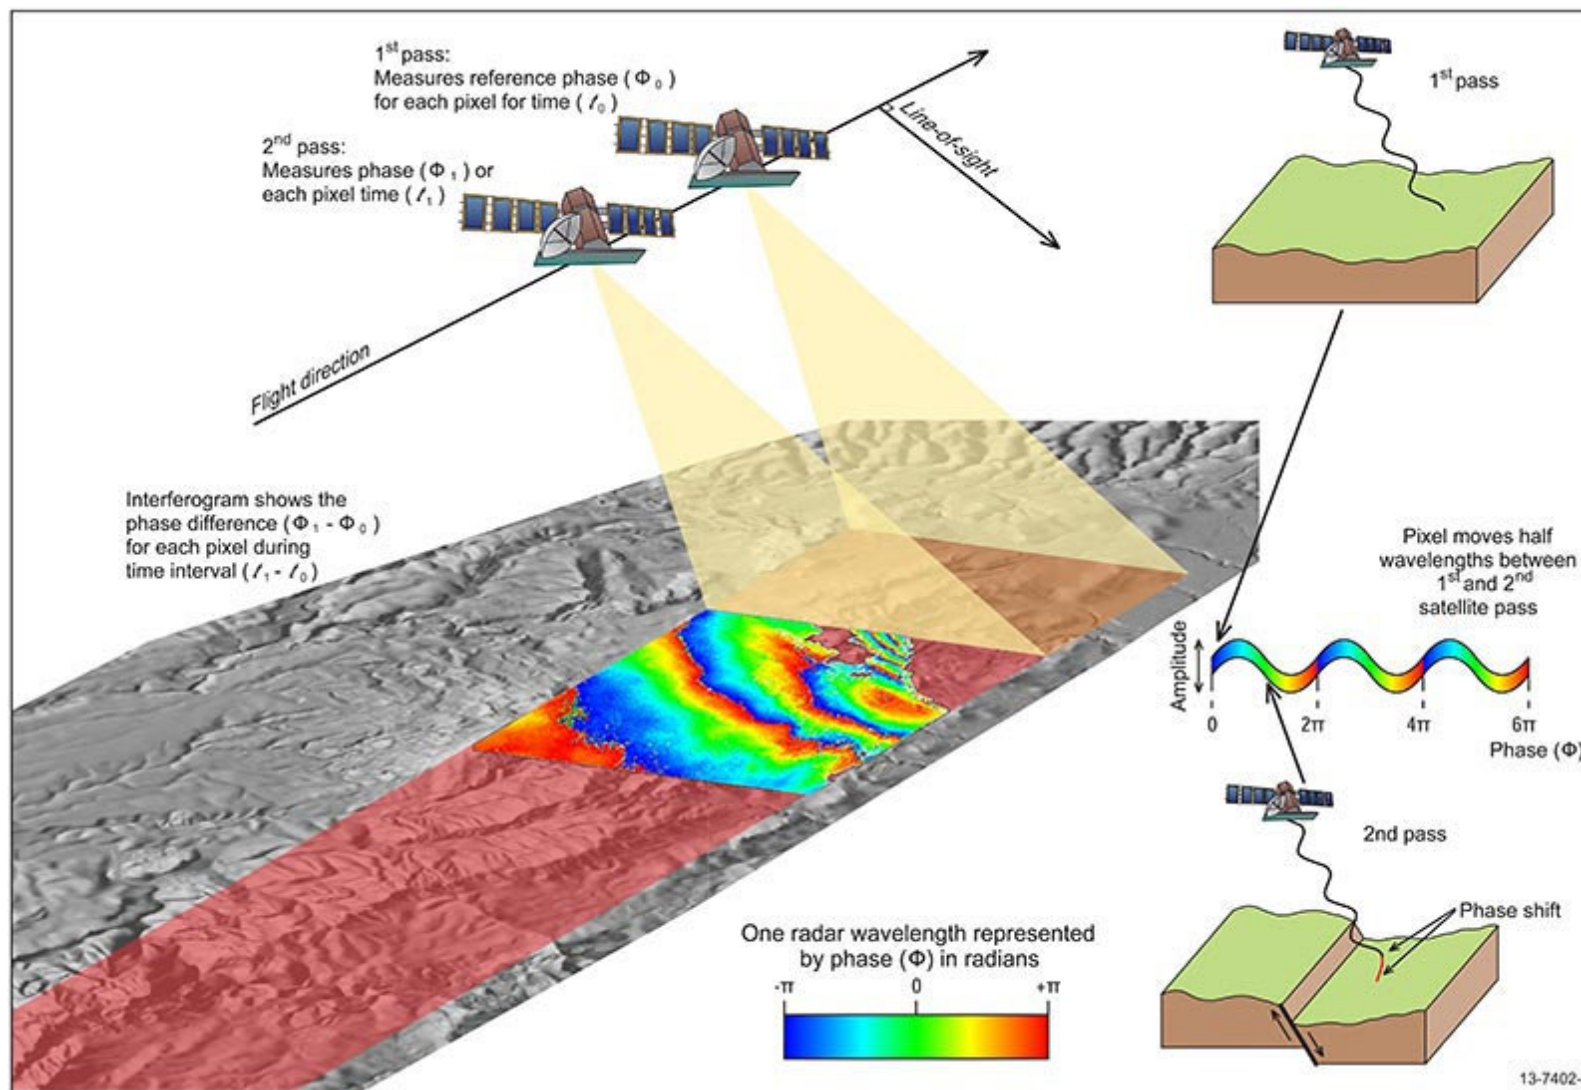 1st pass:
Measures reference phase (Φ0)
for each pixel for time (t0)
2nd pass:
Measures phase (Φ1) or
each pixel time (t1)
Line-of-sight
Flight direction
1st pass
Interferogram shows the
phase difference (Φ1 - Φ0)
for each pixel during
time interval (t1 - t0)
Pixel moves half
wavelengths between
1st and 2nd
satellite pass
Amplitude
0 2π 4π 6π
Phase (Φ)
2nd pass
Phase shift
One radar wavelength represented
by phase (Φ) in radians
-π 0 +π
13-7402-